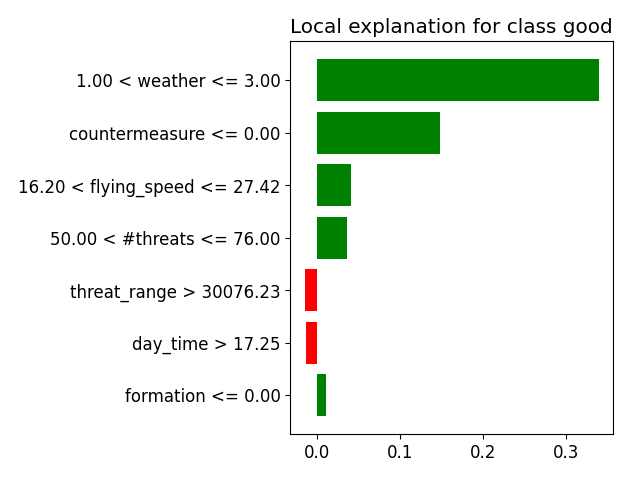 Local explanation for class good
1.00 < weather <= 3.00
countermeasure <= 0.00
16.20 < flying_speed <= 27.42
50.00 < #threats <= 76.00
threat_range > 30076.23
day_time > 17.25
formation <= 0.00
0.0 0.1 0.2 0.3